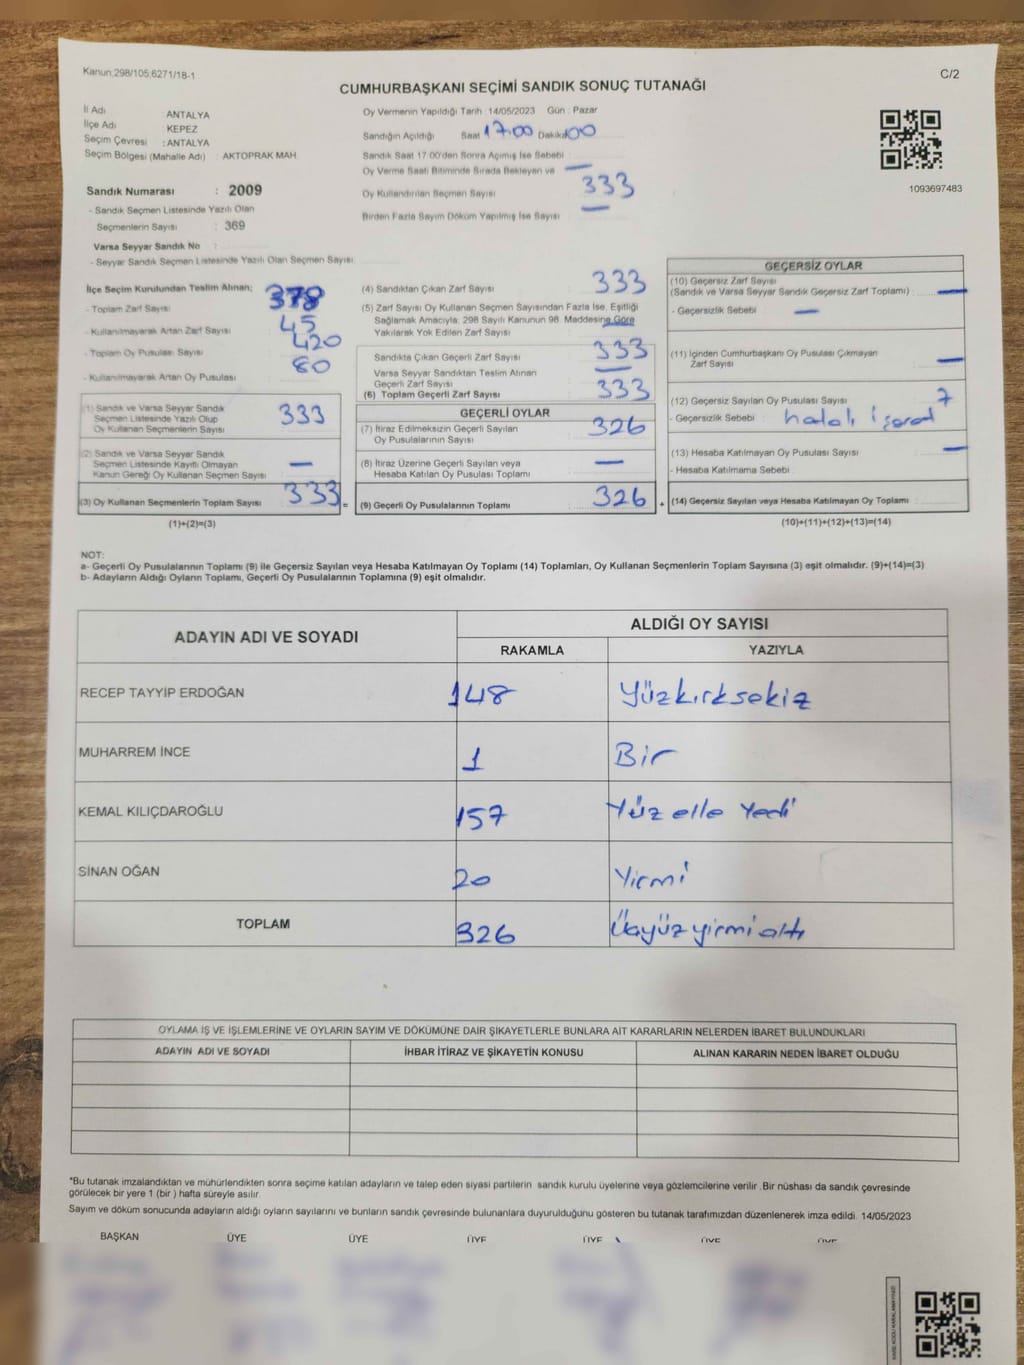 Kanun:298/105;6271/18-1
C/2
CUMHURBAŞKANI SEÇİMİ SANDIK SONUÇ TUTANAĞI
İl Adı ANTALYA
İlçe Adı : KEPEZ
Seçim Çevresi : ANTALYA
Seçim Bölgesi (Mahalle Adı) : AKTOPRAK MAH.
Sandık Numarası : 2009
- Sandık Seçmen Listesinde Yazılı Olan
Seçmenlerin Sayısı : 369
Varsa Seyyar Sandık No :
- Seyyar Sandık Seçmen Listesinde Yazılı Olan Seçmen Sayısı
Oy Vermenin Yapıldığı Tarih :14/05/2023 Gün : Pazar
Sandığın Açıldığı Saat 17:00 Dakika 00
Sandık Saat 17:00'den Sonra Açılmış İse Sebebi :
Oy Verme Saati Bitiminde Sırada Bekleyen ve
Oy Kullandırılan Seçmen Sayısı 333
Birden Fazla Sayım Döküm Yapılmış İse Sayısı —
1093697483
İlçe Seçim Kurulundan Teslim Alınan;
- Toplam Zarf Sayısı 378
- Kullanılmayarak Artan Zarf Sayısı 45
- Toplam Oy Pusulası Sayısı 420
- Kullanılmayarak Artan Oy Pusulası 80
(1) Sandık ve Varsa Seyyar Sandık
Seçmen Listesinde Yazılı Olup
Oy Kullanan Seçmenlerin Sayısı 333
(2) Sandık ve Varsa Seyyar Sandık
Seçmen Listesinde Kayıtlı Olmayan
Kanun Gereği Oy Kullanan Seçmen Sayısı —
(3) Oy Kullanan Seçmenlerin Toplam Sayısı 333 =
(1)+(2)=(3)
(4) Sandıktan Çıkan Zarf Sayısı 333
(5) Zarf Sayısı Oy Kullanan Seçmen Sayısından Fazla İse, Eşitliği
Sağlamak Amacıyla, 298 Sayılı Kanunun 98. Maddesine Göre
Yakılarak Yok Edilen Zarf Sayısı —
Sandıkta Çıkan Geçerli Zarf Sayısı 333
Varsa Seyyar Sandıktan Teslim Alınan
Geçerli Zarf Sayısı —
(6) Toplam Geçerli Zarf Sayısı 333
GEÇERLİ OYLAR
(7) İtiraz Edilmeksizin Geçerli Sayılan
Oy Pusulalarının Sayısı 326
(8) İtiraz Üzerine Geçerli Sayılan veya
Hesaba Katılan Oy Pusulası Toplamı —
(9) Geçerli Oy Pusulalarının Toplamı 326 +
GEÇERSİZ OYLAR
(10) Geçersiz Zarf Sayısı
(Sandık ve Varsa Seyyar Sandık Geçersiz Zarf Toplamı) : —
- Geçersizlik Sebebi : —
(11) İçinden Cumhurbaşkanı Oy Pusulası Çıkmayan
Zarf Sayısı —
(12) Geçersiz Sayılan Oy Pusulası Sayısı 7
- Geçersizlik Sebebi : hatalı işaret
(13) Hesaba Katılmayan Oy Pusulası Sayısı —
- Hesaba Katılmama Sebebi :
(14) Geçersiz Sayılan veya Hesaba Katılmayan Oy Toplamı :
(10)+(11)+(12)+(13)=(14)
NOT:
a- Geçerli Oy Pusulalarının Toplamı (9) ile Geçersiz Sayılan veya Hesaba Katılmayan Oy Toplamı (14) Toplamları, Oy Kullanan Seçmenlerin Toplam Sayısına (3) eşit olmalıdır. (9)+(14)=(3)
b- Adayların Aldığı Oyların Toplamı, Geçerli Oy Pusulalarının Toplamına (9) eşit olmalıdır.
ADAYIN ADI VE SOYADI ALDIĞI OY SAYISI
RAKAMLA YAZIYLA
RECEP TAYYİP ERDOĞAN 148 Yüzkırksekiz
MUHARREM İNCE 1 Bir
KEMAL KILIÇDAROĞLU 157 Yüz elle Yedi
SİNAN OĞAN 20 Yirmi
TOPLAM 326 Üçyüz yirmi altı
OYLAMA İŞ VE İŞLEMLERİNE VE OYLARIN SAYIM VE DÖKÜMÜNE DAİR ŞİKAYETLERLE BUNLARA AİT KARARLARIN NELERDEN İBARET BULUNDUKLARI
ADAYIN ADI VE SOYADI İHBAR İTİRAZ VE ŞİKAYETİN KONUSU ALINAN KARARIN NEDEN İBARET OLDUĞU
*Bu tutanak imzalandıktan ve mühürlendikten sonra seçime katılan adayların ve talep eden siyasi partilerin sandık kurulu üyelerine veya gözlemcilerine verilir. Bir nüshası da sandık çevresinde
görülecek bir yere 1 (bir ) hafta süreyle asılır.
Sayım ve döküm sonucunda adayların aldığı oyların sayılarını ve bunların sandık çevresinde bulunanlara duyurulduğunu gösteren bu tutanak tarafımızdan düzenlenerek imza edildi. 14/05/2023
BAŞKAN ÜYE ÜYE ÜYE ÜYE ÜYE ÜYE